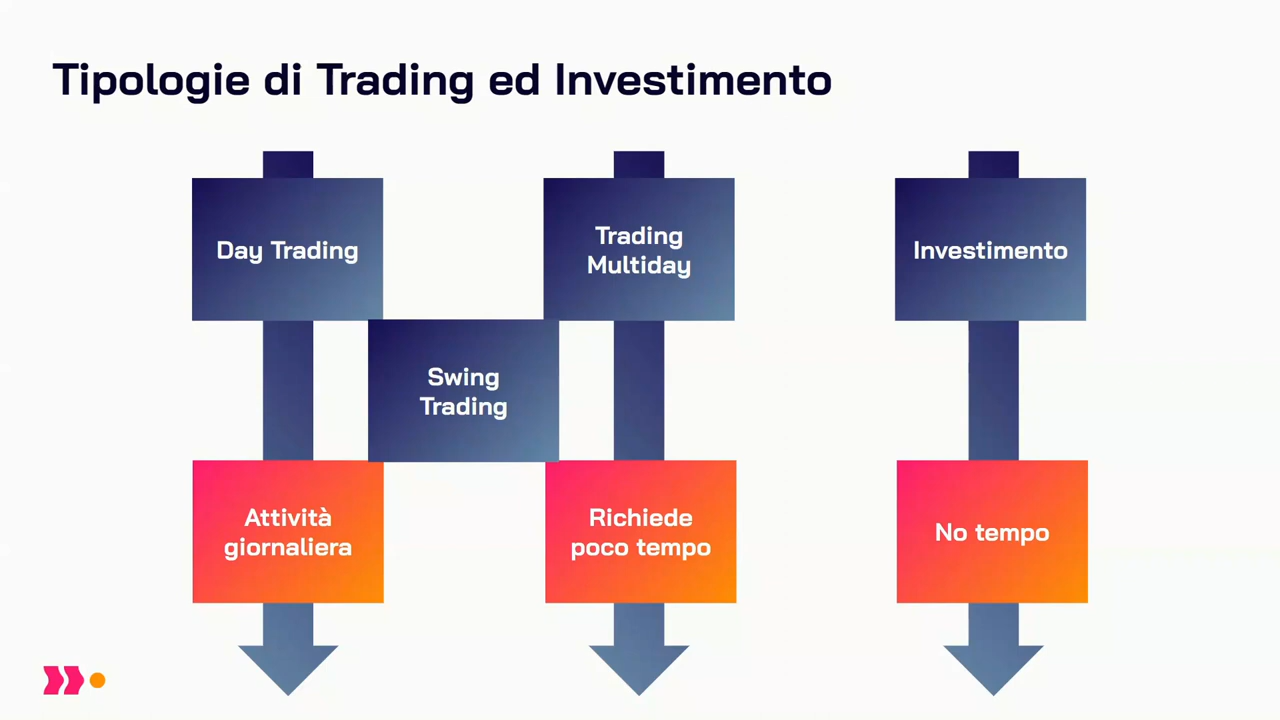 Tipologie di Trading ed Investimento
Day Trading
Trading
Multiday
Investimento
Swing
Trading
Attività
giornaliera
Richiede
poco tempo
No tempo